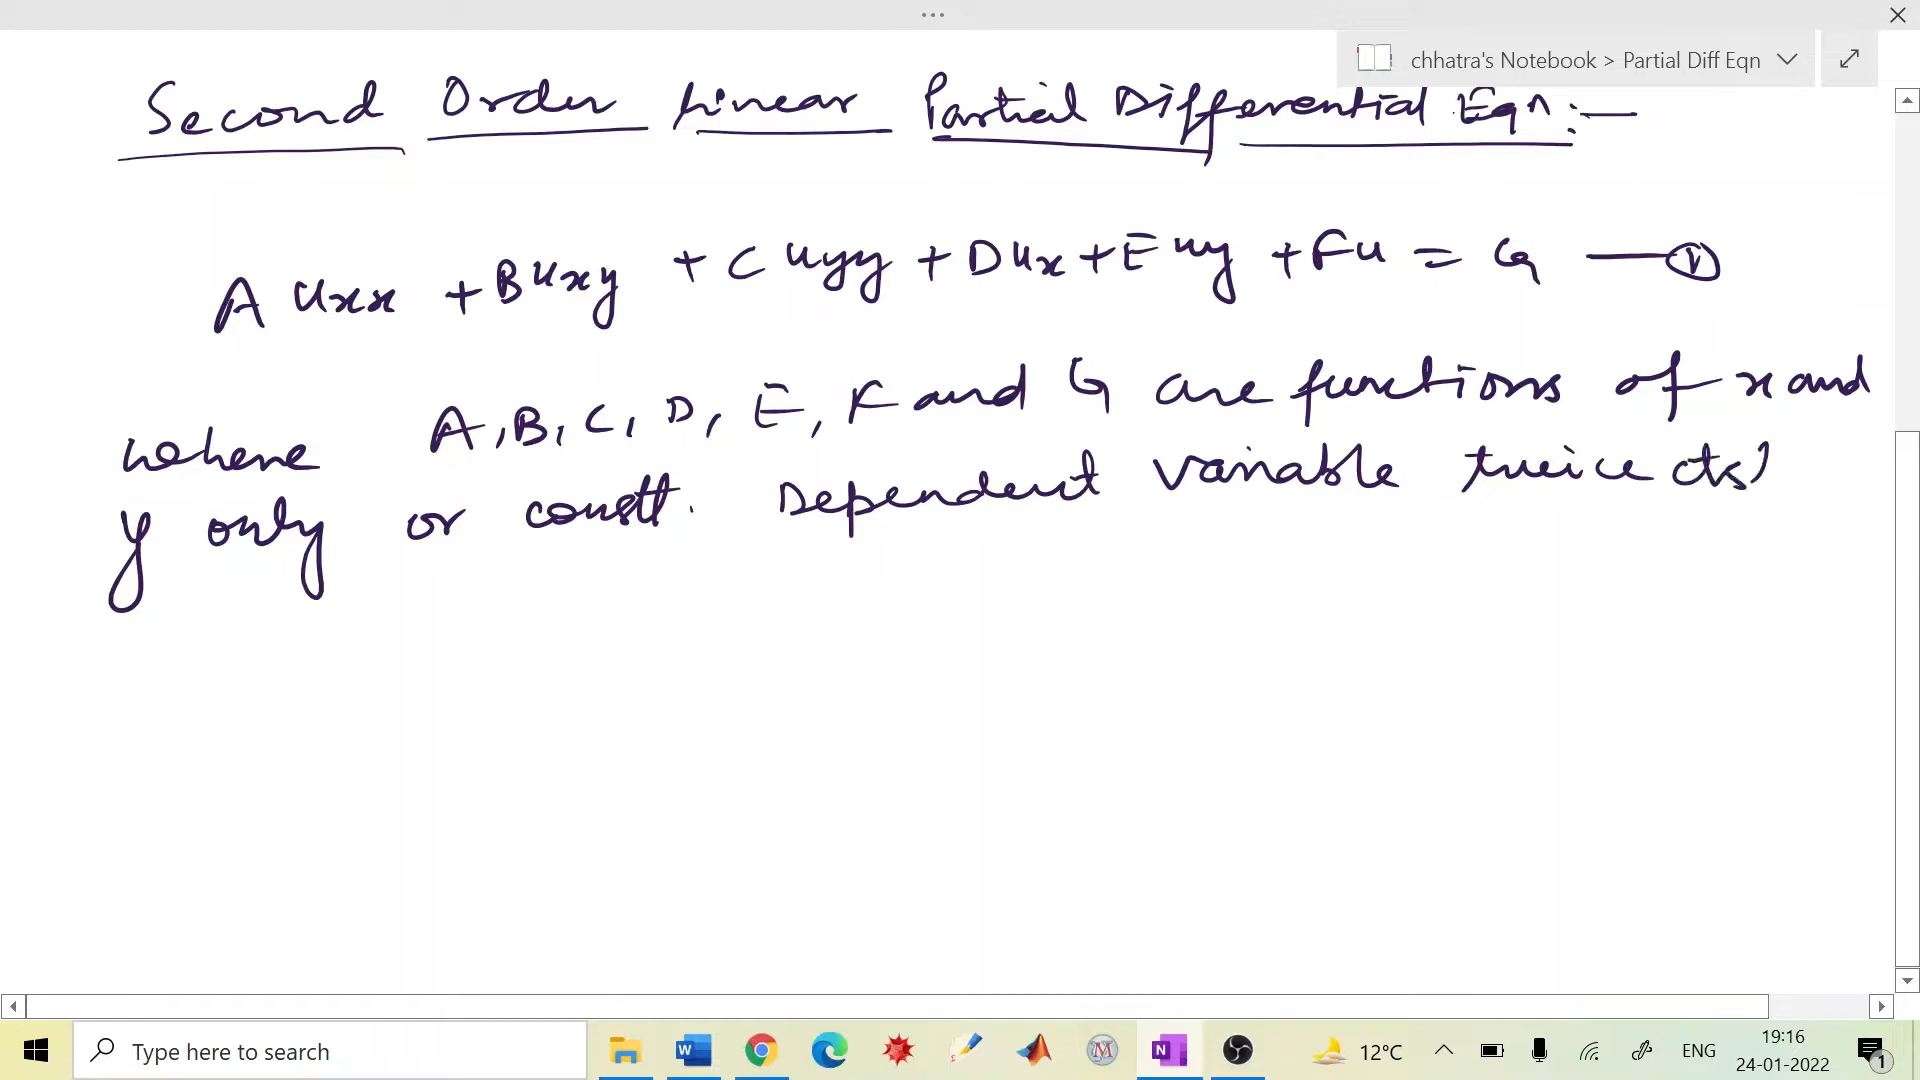 chhatra's Notebook > Partial Diff Eqn
Second Order Linear Partial Differential Eqn:—
A uxx + B uxy + C uyy + D ux + E uy + F u = G — ①
where A, B, C, D, E, F and G are functions of x and
y only or constt. Dependent variable twice cts)
Type here to search
12°C
ENG
19:16
24-01-2022
1